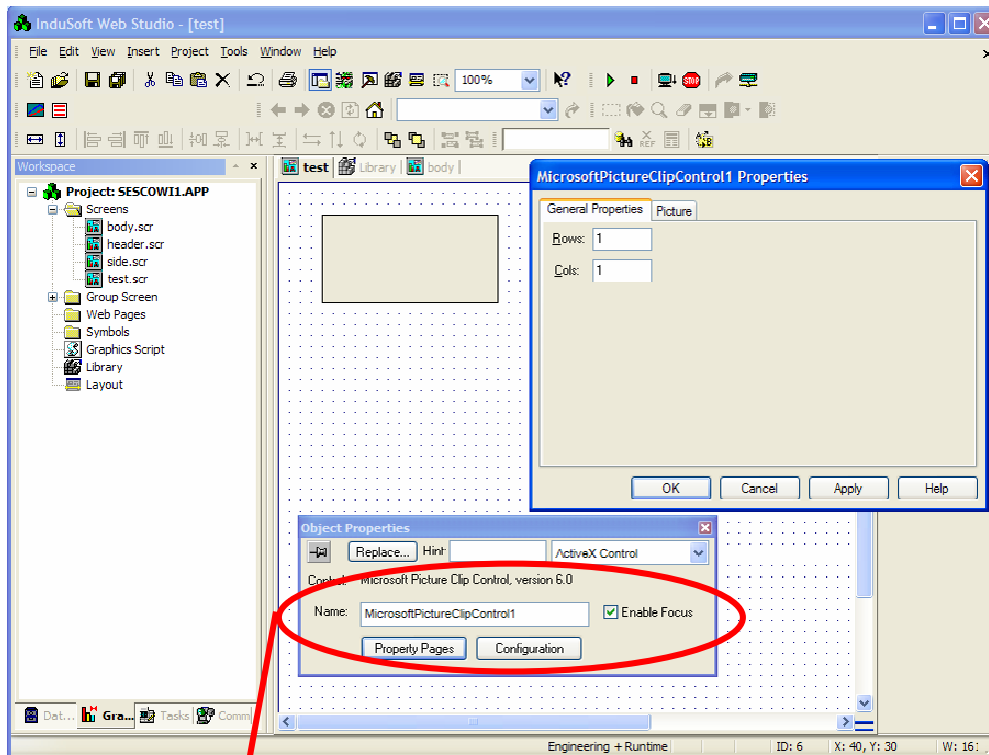 InduSoft Web Studio - [test]
File Edit View Insert Project Tools Window Help
100%
STOP
REF
Workspace
test Library body
Project: SESCOWI1.APP
Screens
body.scr
header.scr
side.scr
test.scr
Group Screen
Web Pages
Symbols
Graphics Script
Library
Layout
MicrosoftPictureClipControl1 Properties
General Properties Picture
Rows: 1
Cols: 1
OK Cancel Apply Help
Object Properties
Replace... Hint: ActiveX Control
Control: Microsoft Picture Clip Control, version 6.0
Name: MicrosoftPictureClipControl1 Enable Focus
Property Pages Configuration
Dat... Gra... Tasks Comm
Engineering + Runtime ID: 6 X: 40, Y: 30 W: 16